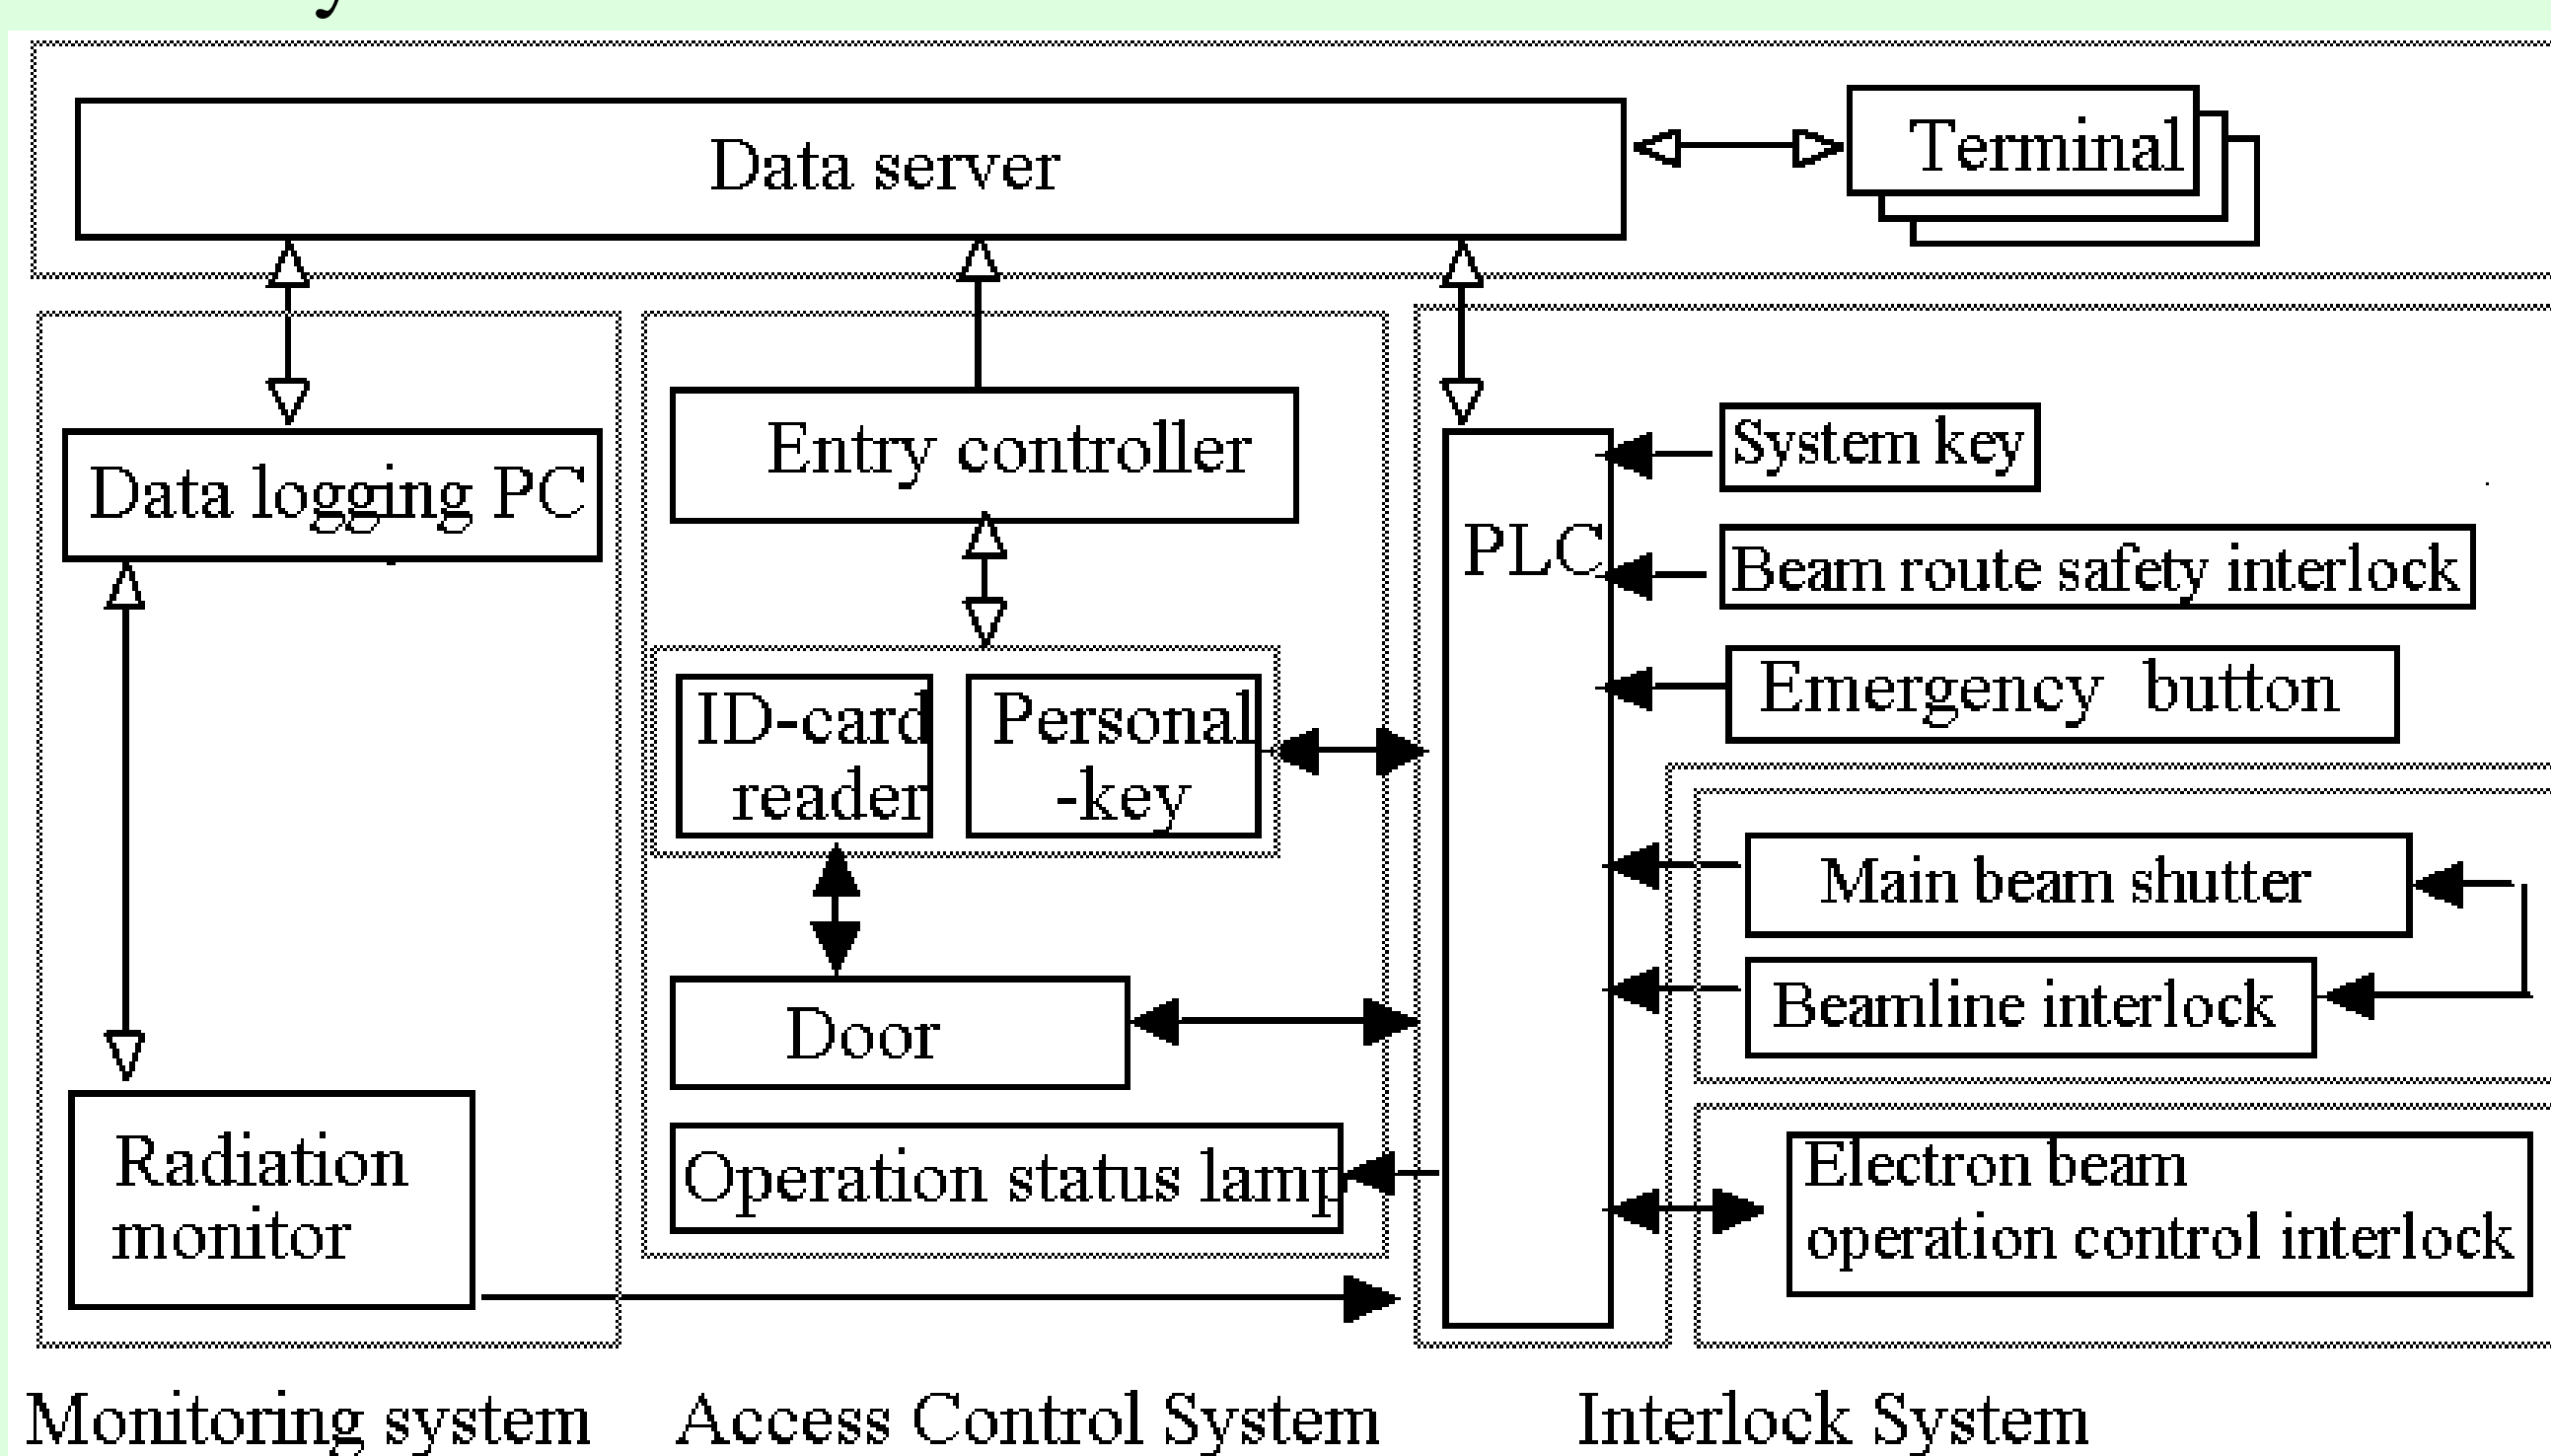 Data server
Terminal
Data logging PC
Entry controller
PLC
System key
Beam route safety interlock
Emergency button
ID-card
reader
Personal
-key
Main beam shutter
Beamline interlock
Door
Operation status lamp
Electron beam
operation control interlock
Radiation
monitor
Monitoring system
Access Control System
Interlock System